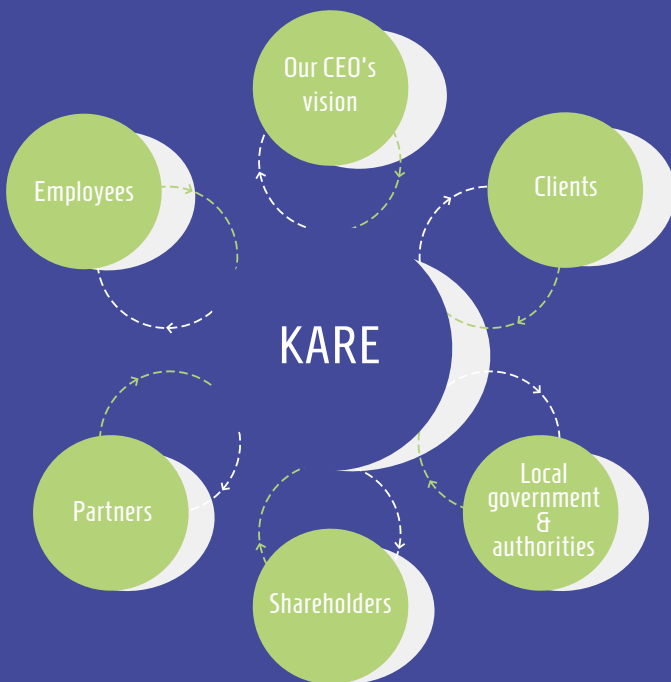 Our CEO's
vision
Employees
Clients
KARE
Partners
Local
government
&
authorities
Shareholders